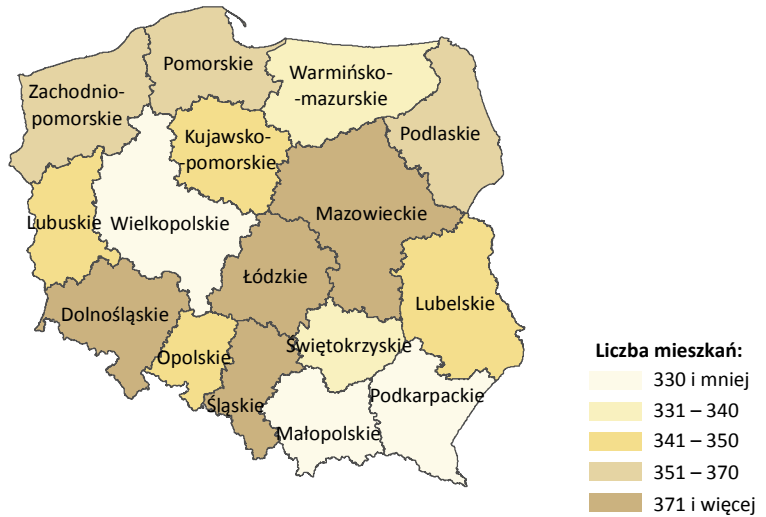 Pomorskie
Warmińsko-
-mazurskie
Zachodnio-
pomorskie
Kujawsko-
-pomorskie
Podlaskie
Lubuskie
Wielkopolskie
Mazowieckie
Łódzkie
Dolnośląskie
Lubelskie
Opolskie
Świętokrzyskie
Śląskie
Małopolskie
Podkarpackie
Liczba mieszkań:
330 i mniej
331 – 340
341 – 350
351 – 370
371 i więcej